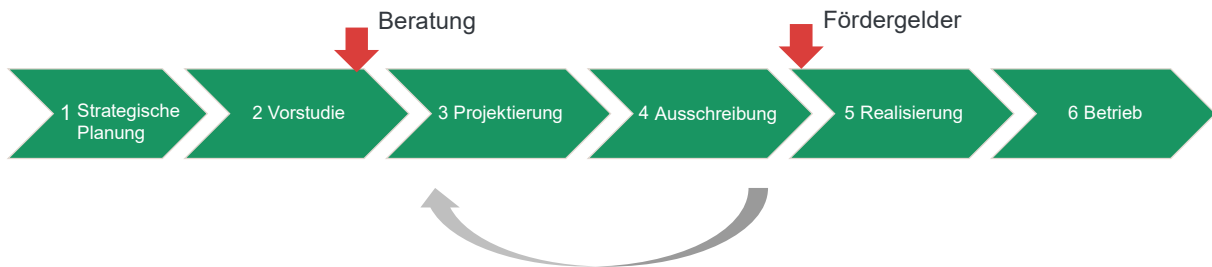 Beratung
Fördergelder
1 Strategische
Planung
2 Vorstudie
3 Projektierung
4 Ausschreibung
5 Realisierung
6 Betrieb